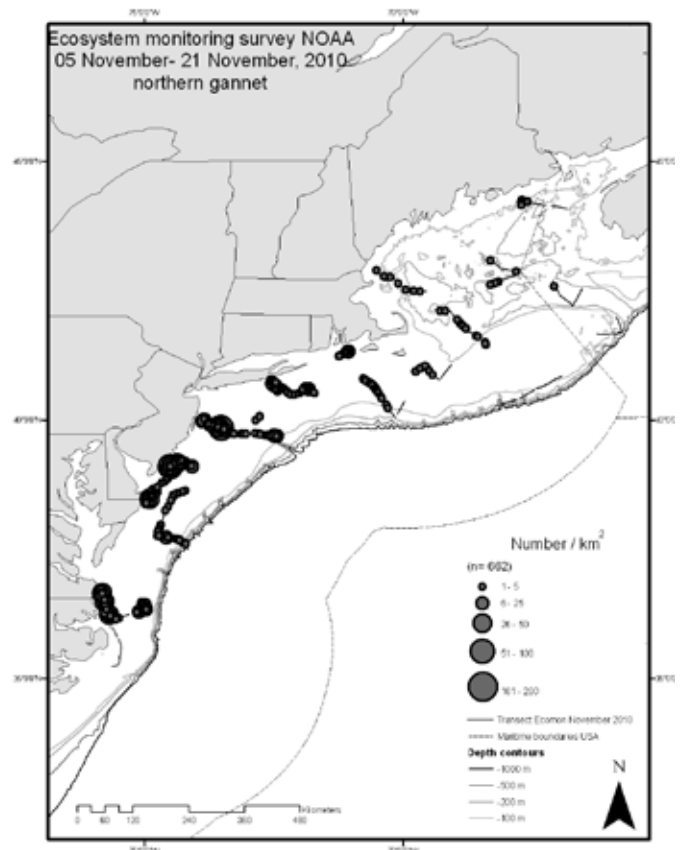 Ecosystem monitoring survey NOAA
05 November- 21 November, 2010
northern gannet
Number / km²
(n= 662)
1 - 5
6 - 25
26 - 50
51 - 100
101 - 200
Transect Ecomon November 2010
Maritime boundaries USA
Depth contours
-1000 m
-500 m
-200 m
-100 m
N
Kilometers
0 60 120 240 360 480